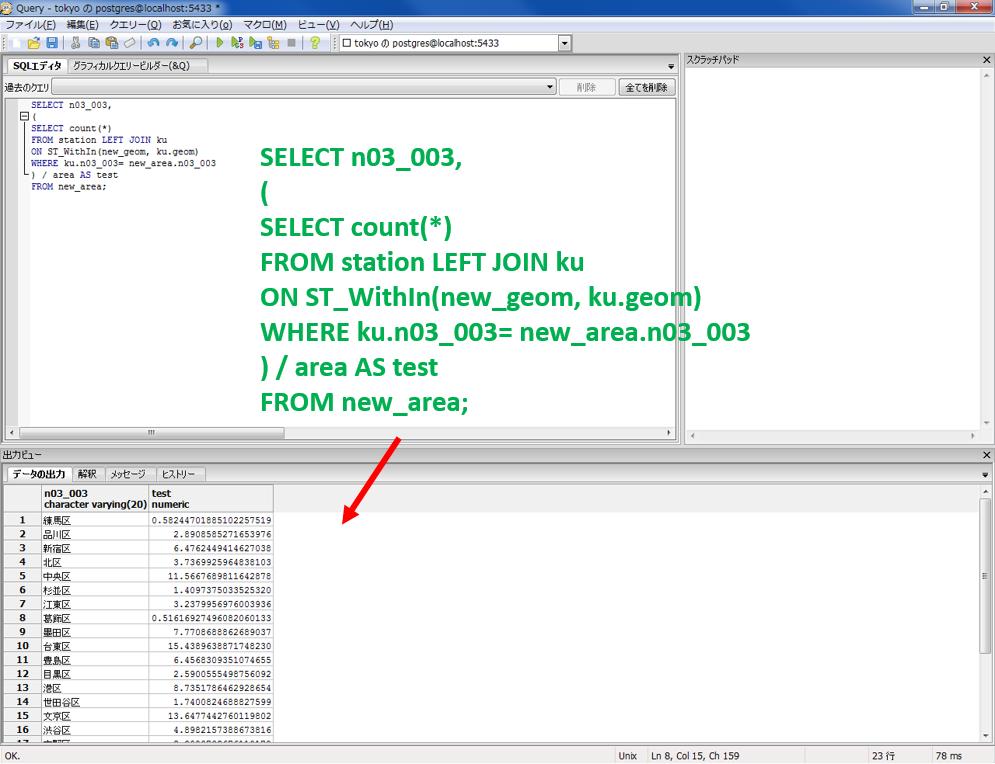 Query - tokyo の postgres@localhost:5433 *
ファイル(F) 編集(E) クエリー(Q) お気に入り(o) マクロ(M) ビュー(V) ヘルプ(H)
tokyo の postgres@localhost:5433
SQLエディタ グラフィカルクエリービルダー(&Q)
過去のクエリ 削除 全てを削除
SELECT n03_003,
(
SELECT count(*)
FROM station LEFT JOIN ku
ON ST_WithIn(new_geom, ku.geom)
WHERE ku.n03_003= new_area.n03_003
) / area AS test
FROM new_area;
SELECT n03_003,
(
SELECT count(*)
FROM station LEFT JOIN ku
ON ST_WithIn(new_geom, ku.geom)
WHERE ku.n03_003= new_area.n03_003
) / area AS test
FROM new_area;
スクラッチパッド
出力ビュー
データの出力 解釈 メッセージ ヒストリー
n03_003 test
character varying(20) numeric
1 練馬区 0.58244701885102257519
2 品川区 2.8908585271653976
3 新宿区 6.4762449414627038
4 北区 3.7369925964838103
5 中央区 11.5667689811642878
6 杉並区 1.4097375033525320
7 江東区 3.2379956976003936
8 葛飾区 0.51616927496082060133
9 墨田区 7.7708688862689037
10 台東区 15.4389638871748230
11 豊島区 6.4568309351074655
12 目黒区 2.5900555498756092
13 港区 8.7351786462928654
14 世田谷区 1.7400824688827599
15 文京区 13.6477442760119802
16 渋谷区 4.8982157388673816
OK. Unix Ln 8, Col 15, Ch 159 23 行 78 ms